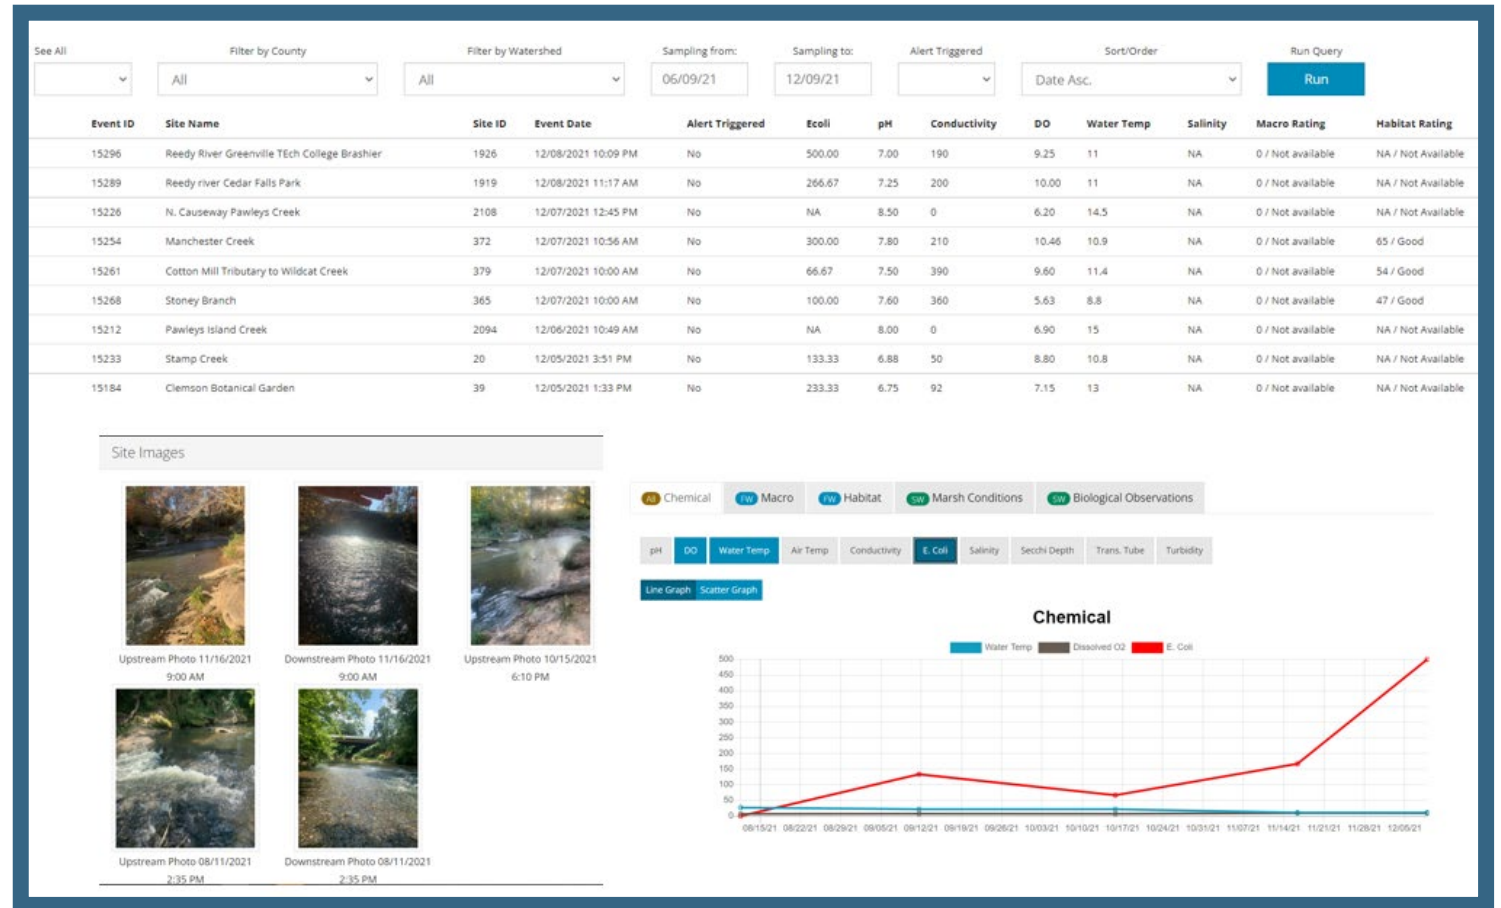 See All Filter by County Filter by Watershed Sampling from: Sampling to: Alert Triggered Sort/Order Run Query
All All 06/09/21 12/09/21 Date Asc. Run
Event ID Site Name Site ID Event Date Alert Triggered Ecoli pH Conductivity DO Water Temp Salinity Macro Rating Habitat Rating
15296 Reedy River Greenville TEch College Brashier 1926 12/08/2021 10:09 PM No 500.00 7.00 190 9.25 11 NA 0 / Not available NA / Not Available
15289 Reedy river Cedar Falls Park 1919 12/08/2021 11:17 AM No 266.67 7.25 200 10.00 11 NA 0 / Not available NA / Not Available
15226 N. Causeway Pawleys Creek 2108 12/07/2021 12:45 PM No NA 8.50 0 6.20 14.5 NA 0 / Not available NA / Not Available
15254 Manchester Creek 372 12/07/2021 10:56 AM No 300.00 7.80 210 10.46 10.9 NA 0 / Not available 65 / Good
15261 Cotton Mill Tributary to Wildcat Creek 379 12/07/2021 10:00 AM No 66.67 7.50 390 9.60 11.4 NA 0 / Not available 54 / Good
15268 Stoney Branch 365 12/07/2021 10:00 AM No 100.00 7.60 360 5.63 8.8 NA 0 / Not available 47 / Good
15212 Pawleys Island Creek 2094 12/06/2021 10:49 AM No NA 8.00 0 6.90 15 NA 0 / Not available NA / Not Available
15233 Stamp Creek 20 12/05/2021 3:51 PM No 133.33 6.88 50 8.80 10.8 NA 0 / Not available NA / Not Available
15184 Clemson Botanical Garden 39 12/05/2021 1:33 PM No 233.33 6.75 92 7.15 13 NA 0 / Not available NA / Not Available
Site Images
Upstream Photo 11/16/2021 Downstream Photo 11/16/2021 Upstream Photo 10/15/2021
9:00 AM 9:00 AM 6:10 PM
Upstream Photo 08/11/2021 Downstream Photo 08/11/2021
2:35 PM 2:35 PM
All Chemical FW Macro FW Habitat SW Marsh Conditions SW Biological Observations
pH DO Water Temp Air Temp Conductivity E. Coli Salinity Secchi Depth Trans. Tube Turbidity
Line Graph Scatter Graph
Chemical
Water Temp Dissolved O2 E. Coli
500
450
400
350
300
250
200
150
100
50
0
08/15/21 08/22/21 08/29/21 09/05/21 09/12/21 09/19/21 09/26/21 10/03/21 10/10/21 10/17/21 10/24/21 10/31/21 11/07/21 11/14/21 11/21/21 11/28/21 12/05/21